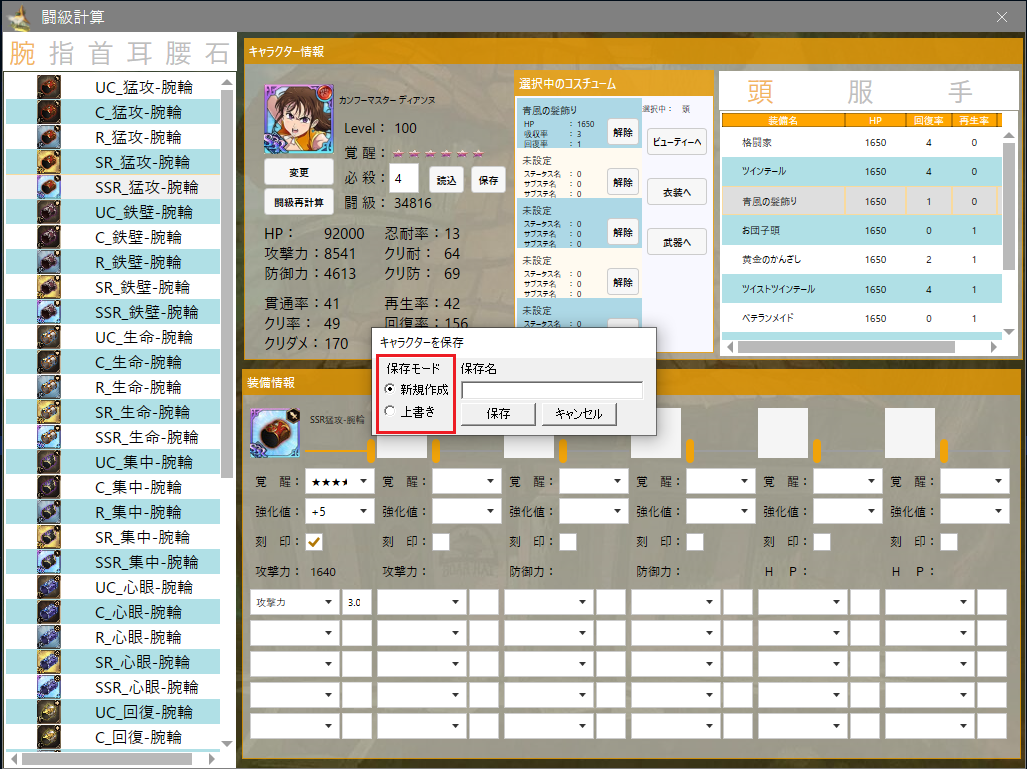 闘級計算
腕 指 首 耳 腰 石
UC_猛攻-腕輪
C_猛攻-腕輪
R_猛攻-腕輪
SR_猛攻-腕輪
SSR_猛攻-腕輪
UC_鉄壁-腕輪
C_鉄壁-腕輪
R_鉄壁-腕輪
SR_鉄壁-腕輪
SSR_鉄壁-腕輪
UC_生命-腕輪
C_生命-腕輪
R_生命-腕輪
SR_生命-腕輪
SSR_生命-腕輪
UC_集中-腕輪
C_集中-腕輪
R_集中-腕輪
SR_集中-腕輪
SSR_集中-腕輪
UC_心眼-腕輪
C_心眼-腕輪
R_心眼-腕輪
SR_心眼-腕輪
SSR_心眼-腕輪
UC_回復-腕輪
C_回復-腕輪
キャラクター情報
カンフーマスター ディアンヌ
Level： 100
覚 醒：
必 殺： 4 読込 保存
闘 級： 34816
変更
闘級再計算
HP： 92000 忍耐率：13
攻撃力：8541 クリ耐： 64
防御力：4613 クリ防： 69
貫通率：41 再生率：42
クリ率： 49 回復率：156
クリダメ：170
選択中のコスチューム
青風の髪飾り
HP ：1650
吸収率 ：3
回復率 ：1
解除
未設定
ステータス名 ：0
サブステ名 ：0
サブステ名 ：0
解除
未設定
ステータス名 ：0
サブステ名 ：0
サブステ名 ：0
解除
未設定
ステータス名 ：0
サブステ名 ：0
サブステ名 ：0
解除
未設定
ステータス名 ：0
選択中： 頭
ビューティーへ
衣装へ
武器へ
頭 服 手
装備名 HP 回復率 再生率
格闘家 1650 4 0
ツインテール 1650 4 0
青風の髪飾り 1650 1 0
お団子頭 1650 0 1
黄金のかんざし 1650 2 1
ツイストツインテール 1650 4 1
ベテランメイド 1650 0 1
キャラクターを保存
保存モード
新規作成
上書き
保存名
保存 キャンセル
装備情報
SSR猛攻-腕輪
覚 醒： ★★★ 覚 醒： 覚 醒： 覚 醒： 覚 醒： 覚 醒：
強化値： +5 強化値： 強化値： 強化値： 強化値： 強化値：
刻 印： 刻 印： 刻 印： 刻 印： 刻 印： 刻 印：
攻撃力： 1640 攻撃力： 防御力： 防御力： H P： H P：
攻撃力 3.0